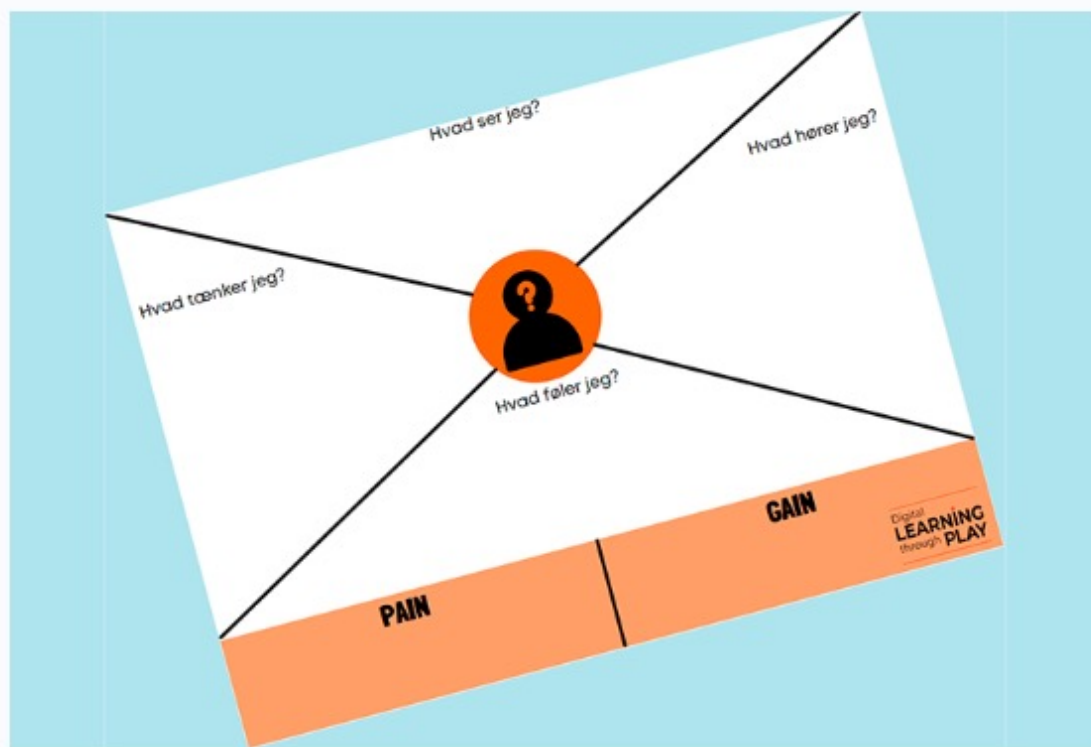 Hvad ser jeg?
Hvad hører jeg?
Hvad tænker jeg?
Hvad føler jeg?
PAIN
GAIN
Digital
LEARNING
through PLAY